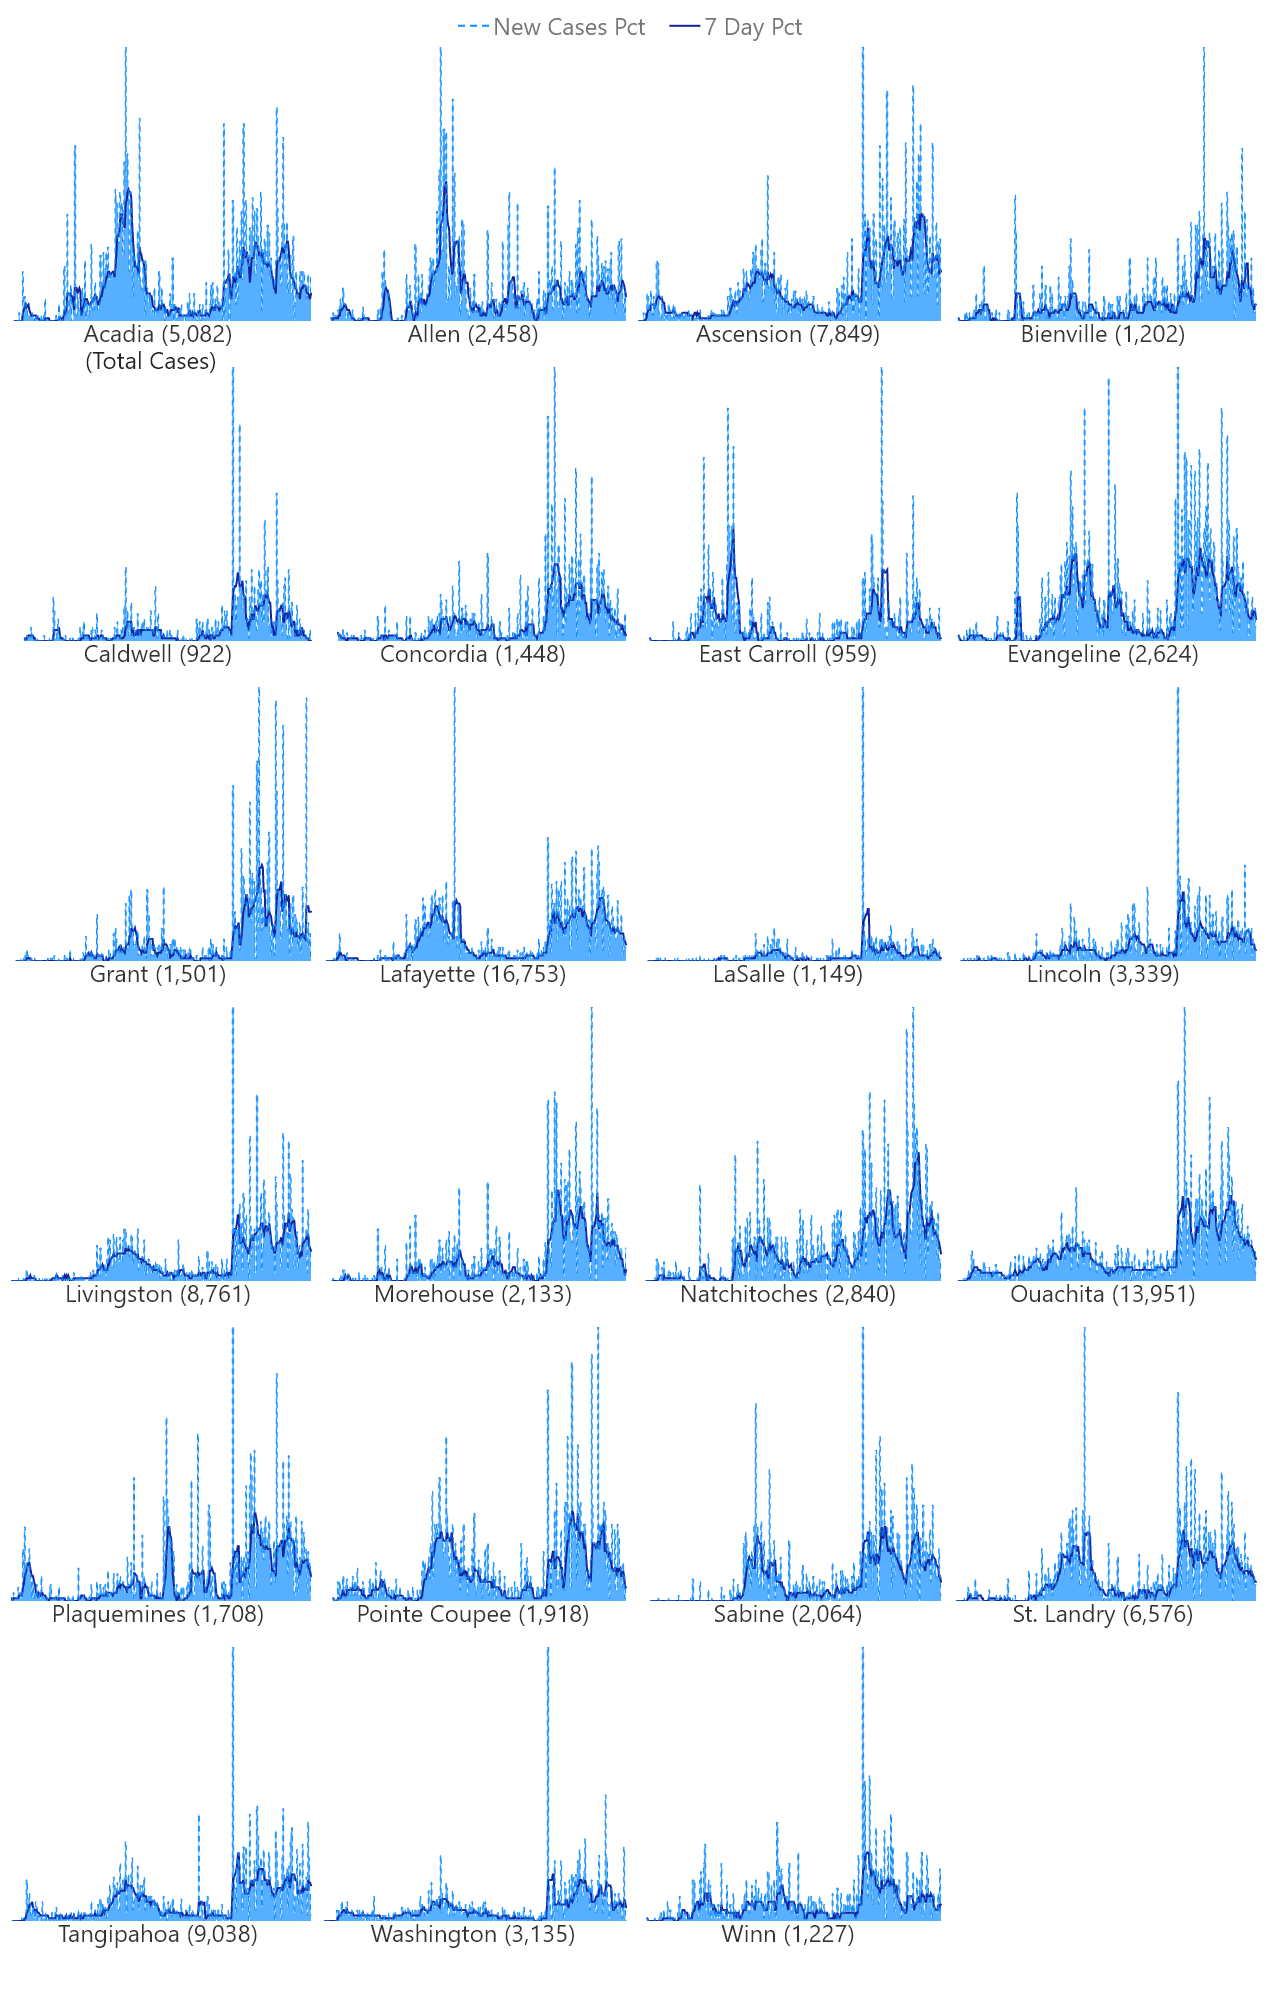 New Cases Pct 7 Day Pct
Acadia (5,082) Allen (2,458) Ascension (7,849) Bienville (1,202)
(Total Cases)
Caldwell (922) Concordia (1,448) East Carroll (959) Evangeline (2,624)
Grant (1,501) Lafayette (16,753) LaSalle (1,149) Lincoln (3,339)
Livingston (8,761) Morehouse (2,133) Natchitoches (2,840) Ouachita (13,951)
Plaquemines (1,708) Pointe Coupee (1,918) Sabine (2,064) St. Landry (6,576)
Tangipahoa (9,038) Washington (3,135) Winn (1,227)